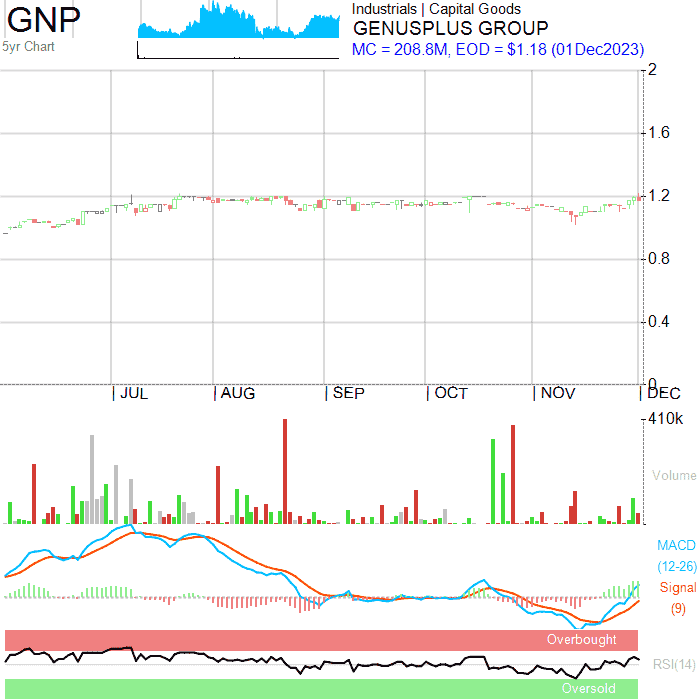 GNP
5yr Chart
Industrials | Capital Goods
GENUSPLUS GROUP
MC = 208.8M, EOD = $1.18 (01Dec2023)
2
1.6
1.2
0.8
0.4
0
| JUL | AUG | SEP | OCT | NOV | DEC
410k
Volume
MACD
(12-26)
Signal
(9)
Overbought
RSI(14)
Oversold